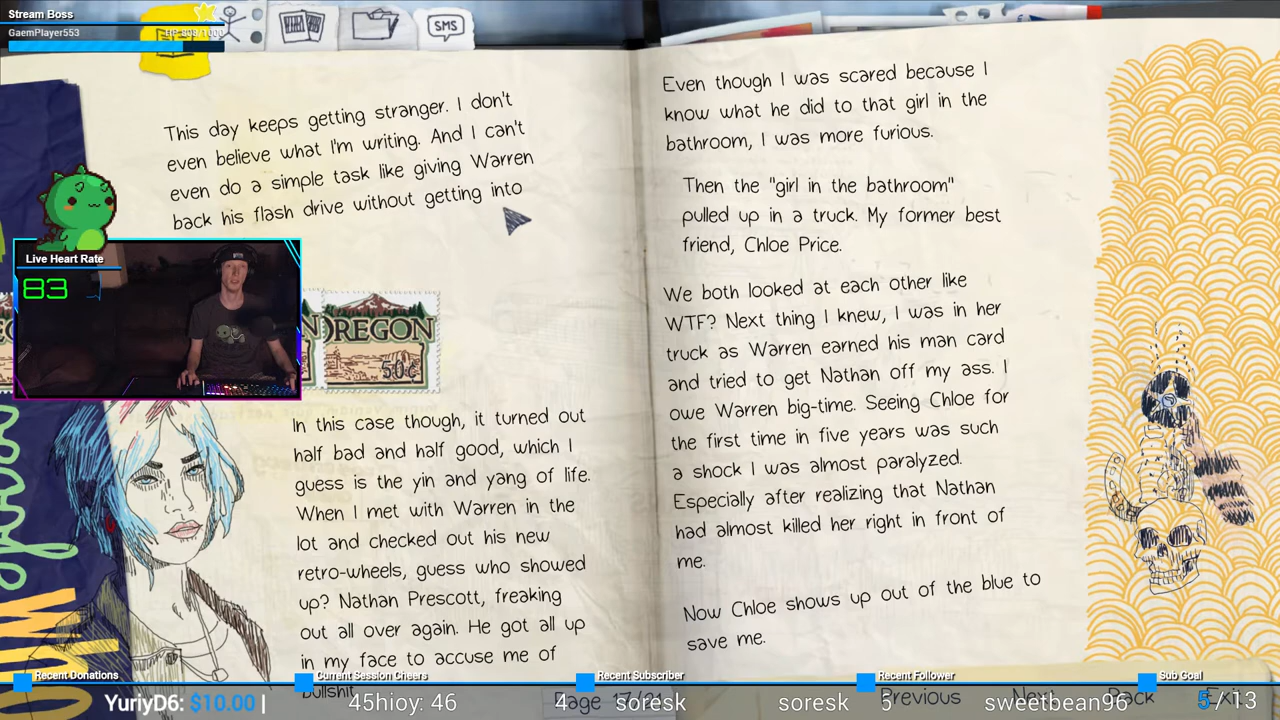 Stream Boss
GaemPlayer553
SMS
This day keeps getting stranger. I don't
even believe what I'm writing. And I can't
even do a simple task like giving Warren
back his flash drive without getting into
Live Heart Rate
83
OREGON
50¢
In this case though, it turned out
half bad and half good, which I
guess is the yin and yang of life.
When I met with Warren in the
lot and checked out his new
retro-wheels, guess who showed
up? Nathan Prescott, freaking
out all over again. He got all up
in my face to accuse me of
bullshit
Even though I was scared because I
know what he did to that girl in the
bathroom, I was more furious.
Then the "girl in the bathroom"
pulled up in a truck. My former best
friend, Chloe Price.
We both looked at each other like
WTF? Next thing I knew, I was in her
truck as Warren earned his man card
and tried to get Nathan off my ass. I
owe Warren big-time. Seeing Chloe for
the first time in five years was such
a shock I was almost paralyzed.
Especially after realizing that Nathan
had almost killed her right in front of
me.
Now Chloe shows up out of the blue to
save me.
Page
Previous Next Back Exit
Recent Donations
YuriyD6: $10.00 |
Current Session Cheers
45hioy: 46
Recent Subscriber
soresk soresk
Recent Follower
sweetbean96
Sub Goal
5 / 13